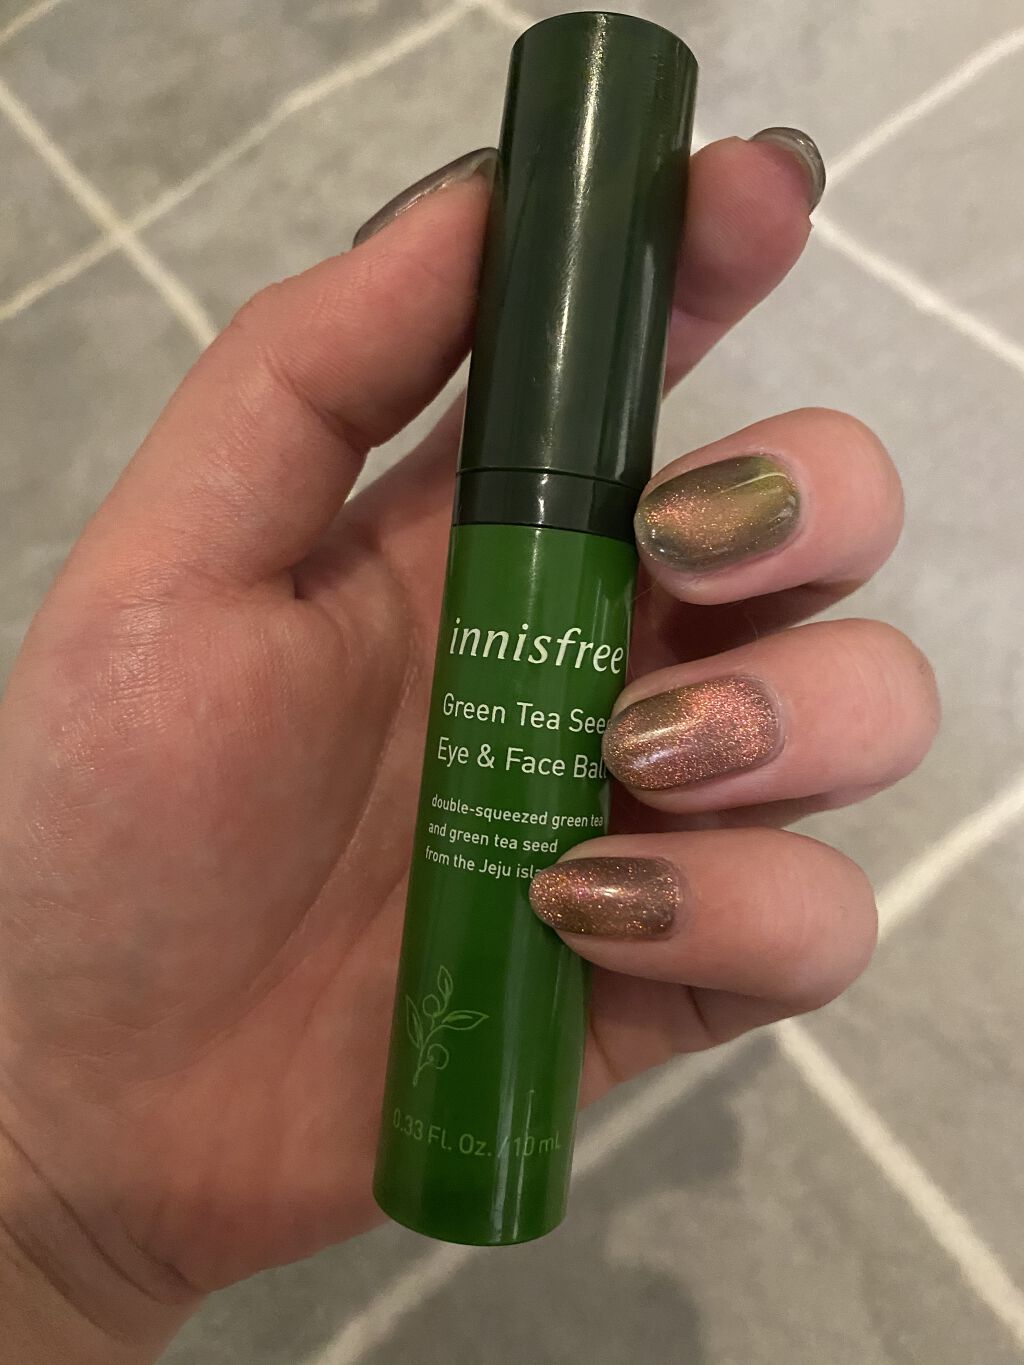 innisfree
Green Tea See
Eye & Face Bal
double-squeezed green tea
and green tea seed
from the Jeju isl
0.33 FL. Oz. / 10 mL